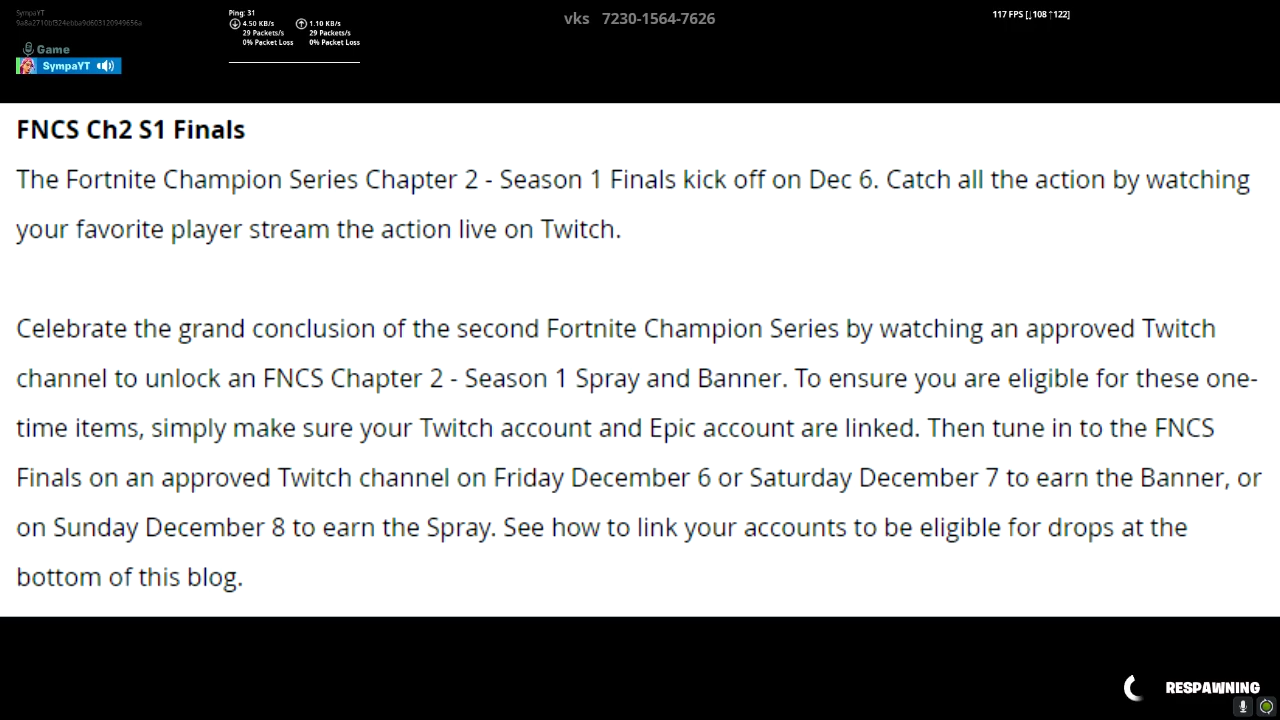 SympaYT
Ping: 31
4.50 KB/s 1.10 KB/s
29 Packets/s 29 Packets/s
0% Packet Loss 0% Packet Loss
vks 7230-1564-7626
117 FPS [↓108↑122]
Game
SympaYT
FNCS Ch2 S1 Finals
The Fortnite Champion Series Chapter 2 - Season 1 Finals kick off on Dec 6. Catch all the action by watching
your favorite player stream the action live on Twitch.
Celebrate the grand conclusion of the second Fortnite Champion Series by watching an approved Twitch
channel to unlock an FNCS Chapter 2 - Season 1 Spray and Banner. To ensure you are eligible for these one-
time items, simply make sure your Twitch account and Epic account are linked. Then tune in to the FNCS
Finals on an approved Twitch channel on Friday December 6 or Saturday December 7 to earn the Banner, or
on Sunday December 8 to earn the Spray. See how to link your accounts to be eligible for drops at the
bottom of this blog.
RESPAWNING